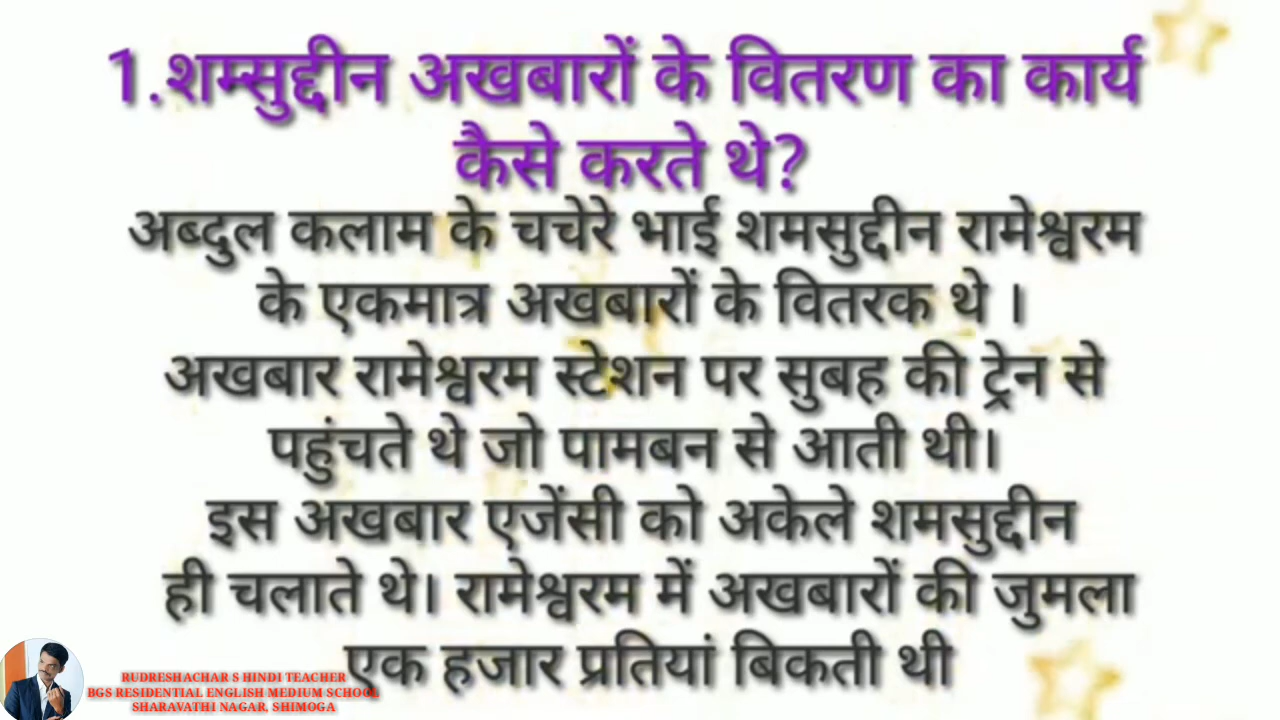 1.शम्सुद्दीन अखबारों के वितरण का कार्य
कैसे करते थे?
अब्दुल कलाम के चचेरे भाई शमसुद्दीन रामेश्वरम
के एकमात्र अखबारों के वितरक थे ।
अखबार रामेश्वरम स्टेशन पर सुबह की ट्रेन से
पहुंचते थे जो पामबन से आती थी।
इस अखबार एजेंसी को अकेले शमसुद्दीन
ही चलाते थे। रामेश्वरम में अखबारों की जुमला
एक हजार प्रतियां बिकती थी
RUDRESHACHAR S HINDI TEACHER
BGS RESIDENTIAL ENGLISH MEDIUM SCHOOL
SHARAVATHI NAGAR, SHIMOGA